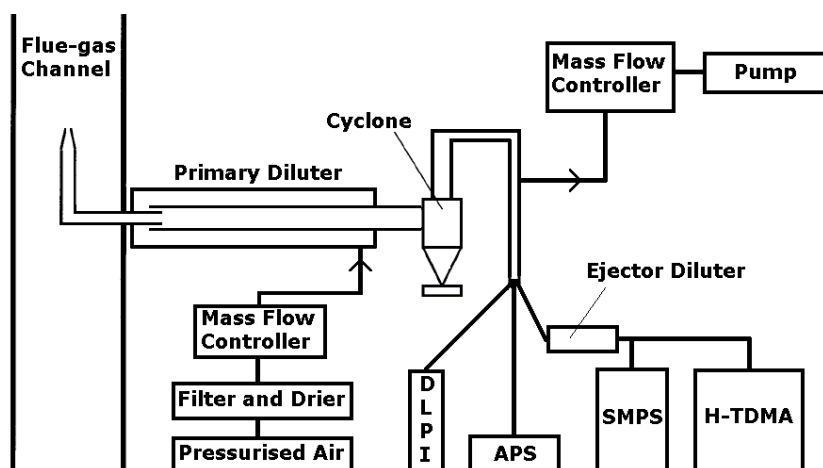 Flue-gas
Channel
Mass Flow
Controller
Pump
Cyclone
Primary Diluter
Ejector Diluter
Mass Flow
Controller
Filter and Drier
Pressurised Air
D
L
P
I
APS
SMPS
H-TDMA